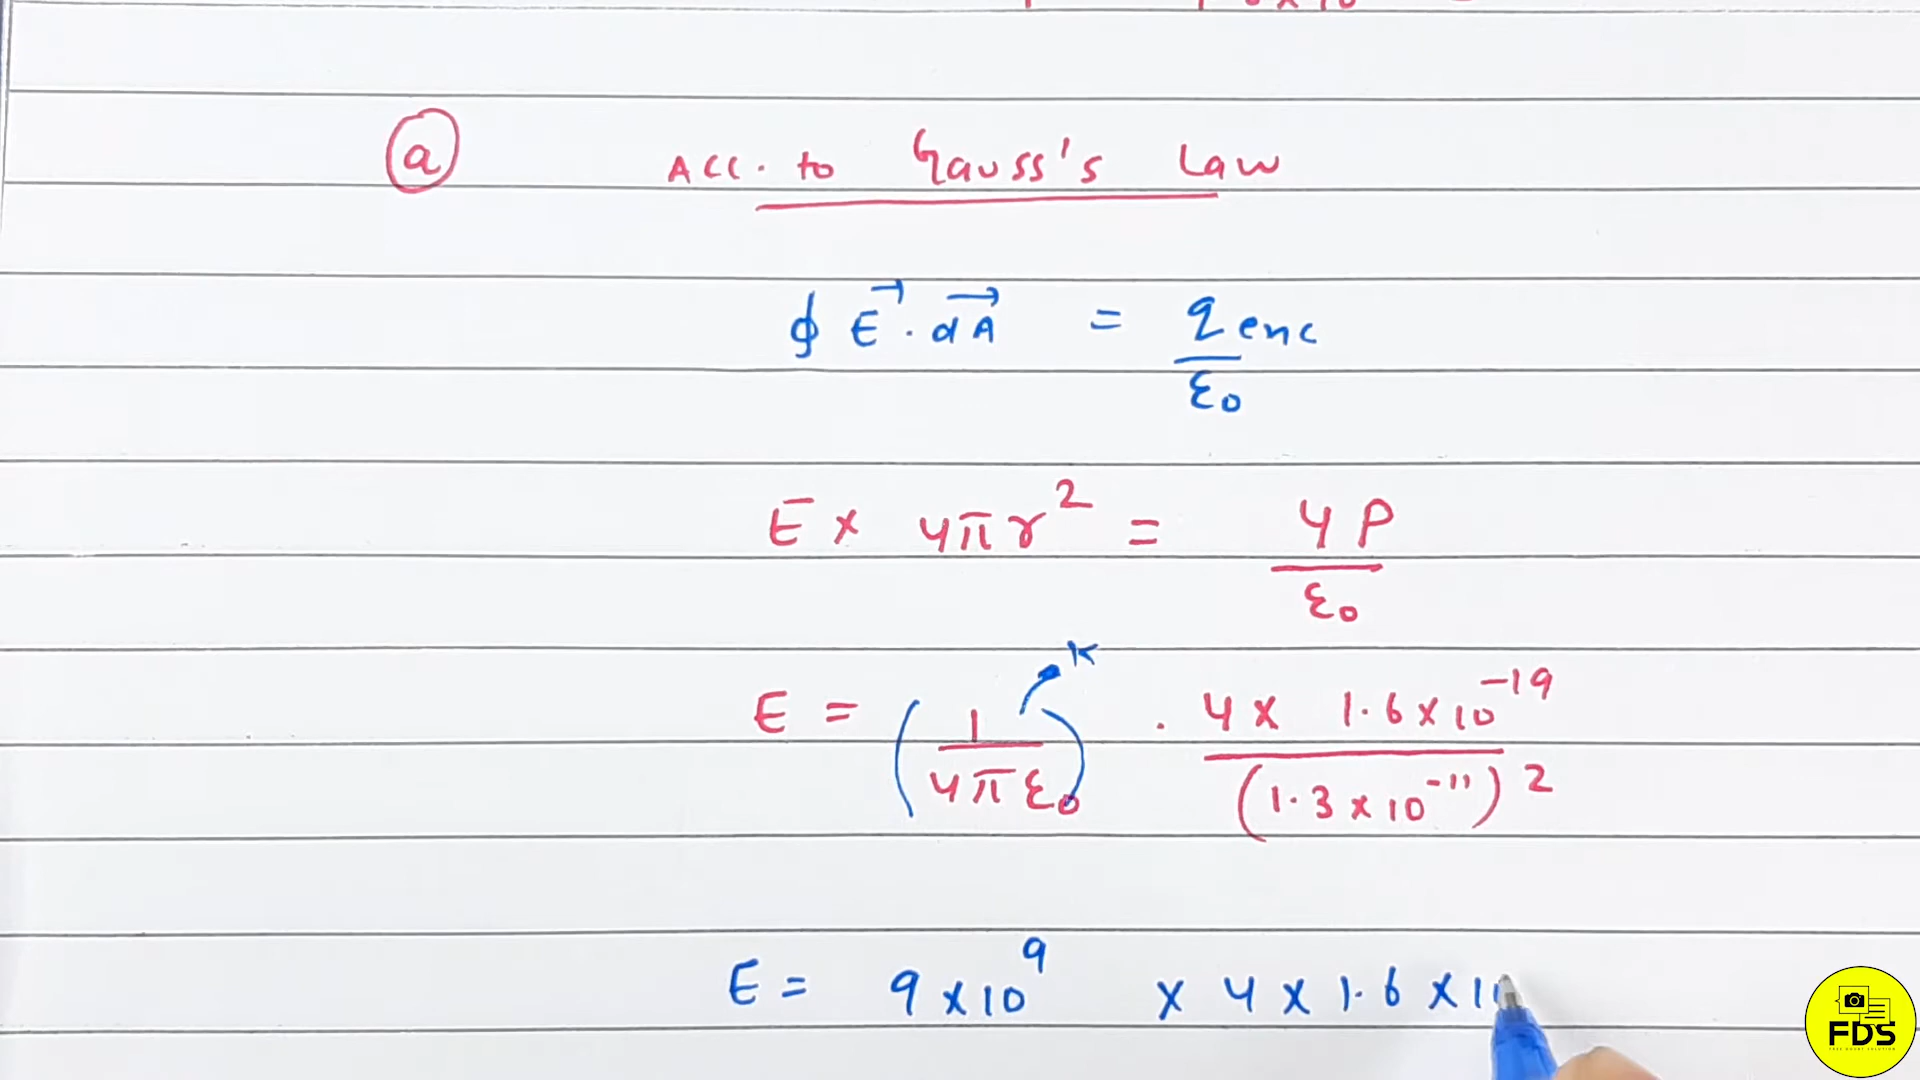 a Acc. to Gauss's Law
∮ E⃗ . dA⃗ = qenc / ε₀
E × 4πr² = 4P / ε₀
K
E = (1 / 4πε₀) . 4 × 1.6 × 10⁻¹⁹ / (1.3 × 10⁻¹¹)²
E = 9 × 10⁹ × 4 × 1.6 × 10
FDS